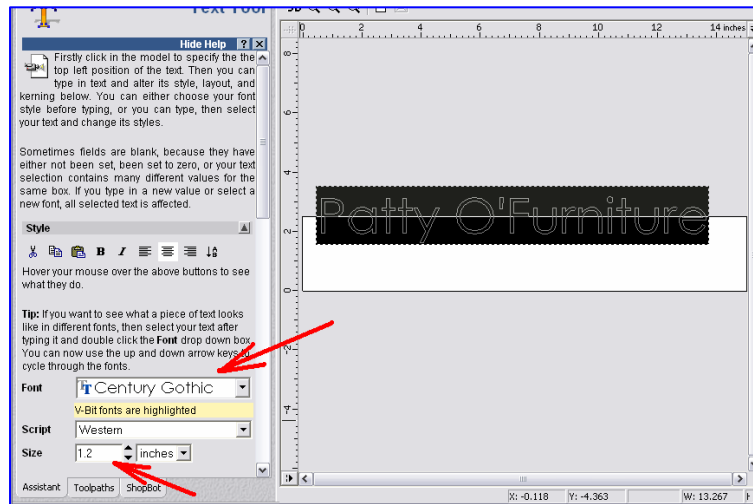 Text Tool
Hide Help ? X
Firstly click in the model to specify the the
top left position of the text. Then you can
type in text and alter its style, layout, and
kerning below. You can either choose your font
style before typing, or you can type, then select
your text and change its styles.
Sometimes fields are blank, because they have
either not been set, been set to zero, or your text
selection contains many different values for the
same box. If you type in a new value or select a
new font, all selected text is affected.
Style
B I
Hover your mouse over the above buttons to see
what they do.
Tip: If you want to see what a piece of text looks
like in different fonts, then select your text after
typing it and double click the Font drop down box.
You can now use the up and down arrow keys to
cycle through the fonts.
Font Century Gothic
V-Bit fonts are highlighted
Script Western
Size 1.2 inches
Assistant Toolpaths ShopBot
0 2 4 6 8 10 12 14 inches
8
6
4
2
0
-2
-4
Patty O'Furniture
X: -0.118 Y: -4.363 W: 13.267